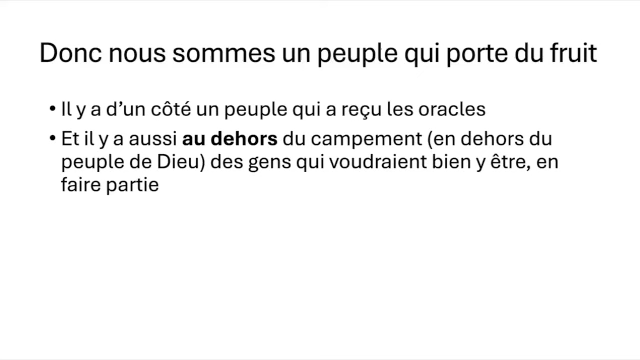 Donc nous sommes un peuple qui porte du fruit
• Il y a d’un côté un peuple qui a reçu les oracles
• Et il y a aussi au dehors du campement (en dehors du
peuple de Dieu) des gens qui voudraient bien y être, en
faire partie